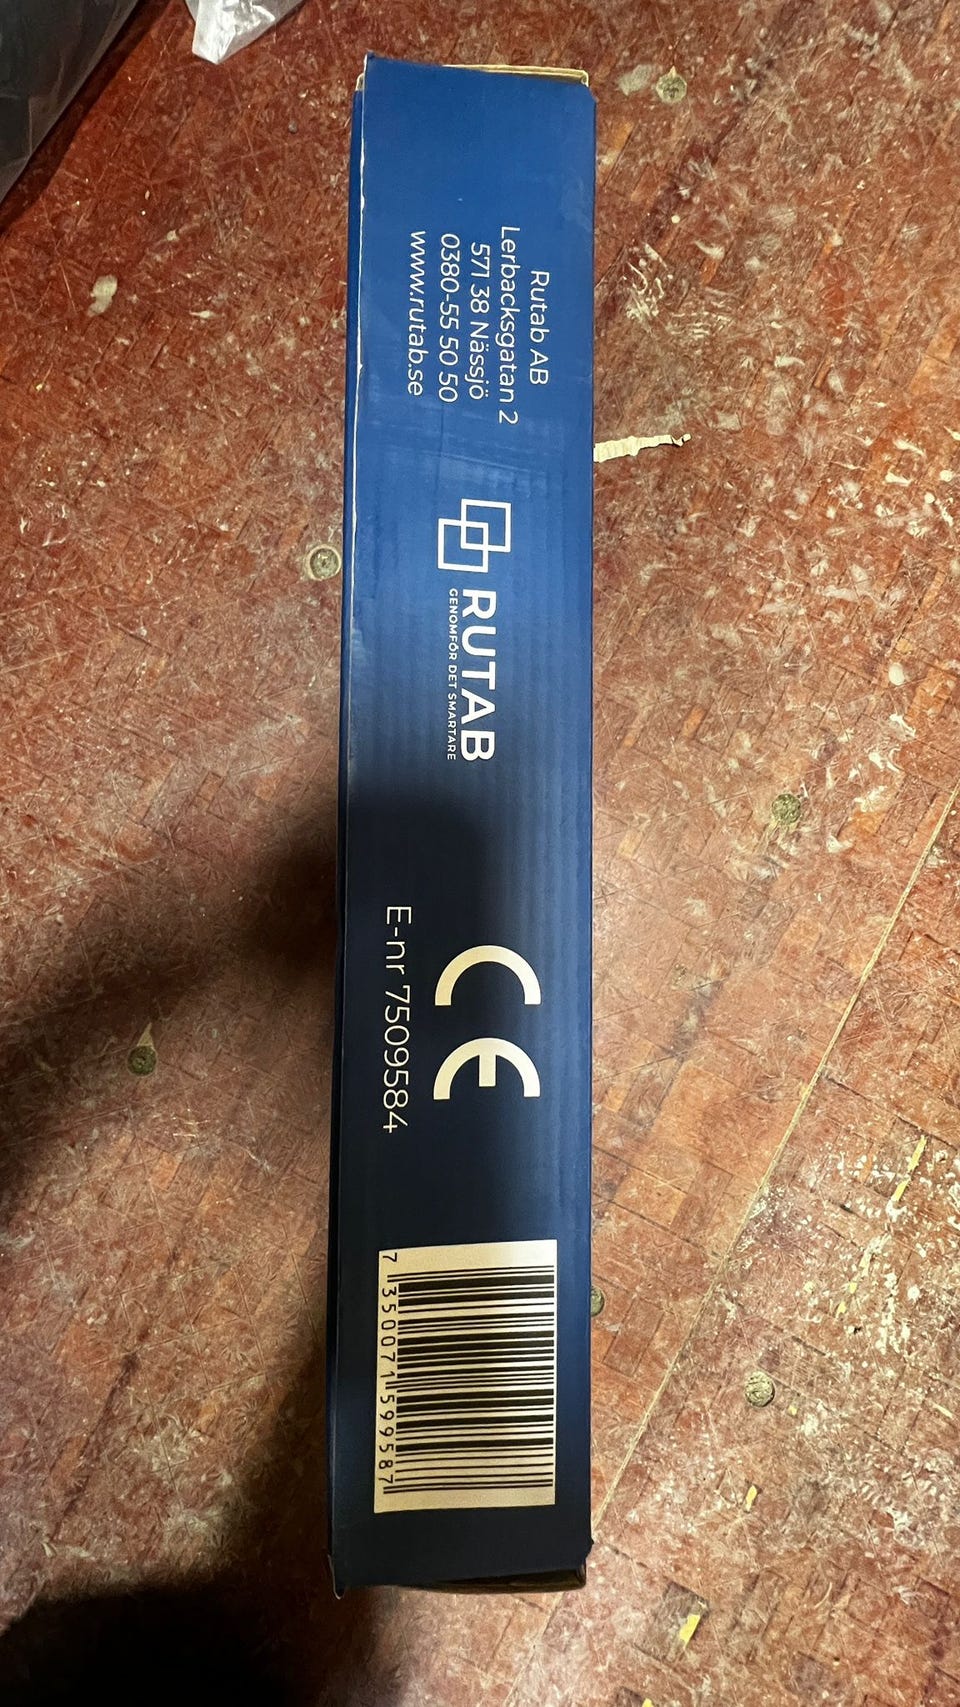 Rutab AB
Lerbacksgatan 2
571 38 Nässjö
0380-55 50 50
www.rutab.se
RUTAB
GENOMFÖR DET SMARTARE
CE
E-nr 7509584
7 350071 599587